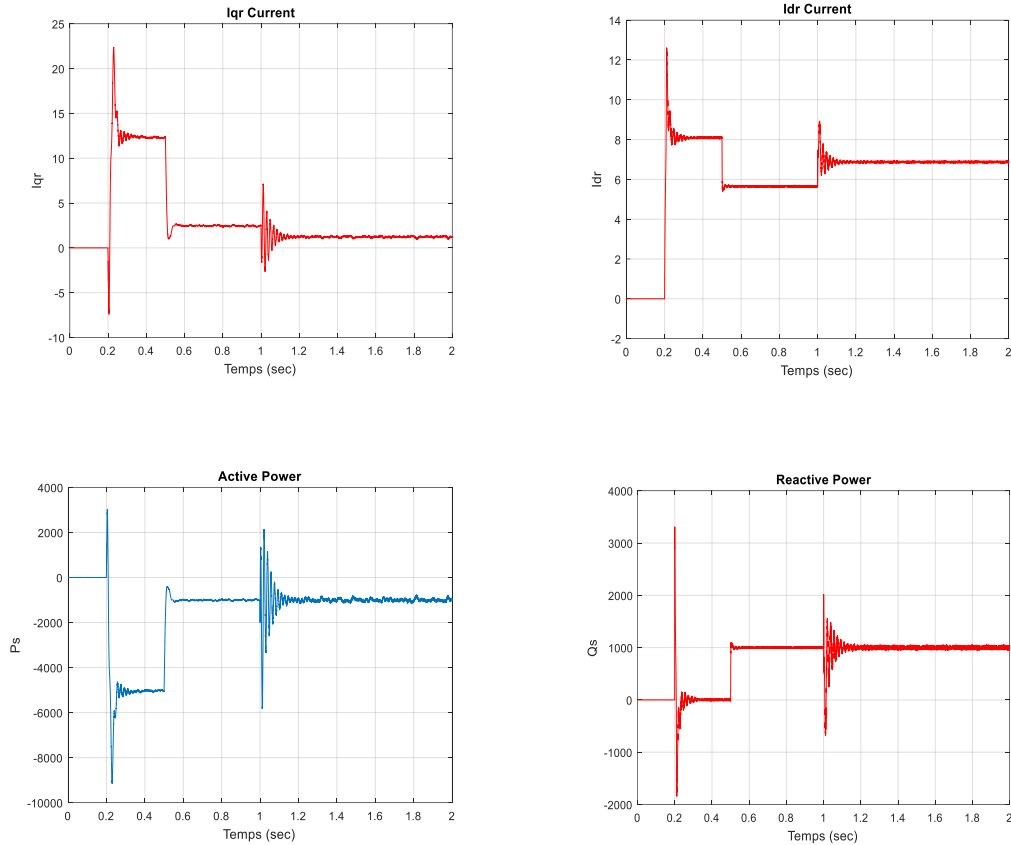 Iqr Current
25
20
15
10
5
0
-5
-10
Iqr
0 0.2 0.4 0.6 0.8 1 1.2 1.4 1.6 1.8 2
Temps (sec)
Idr Current
14
12
10
8
6
4
2
0
-2
Idr
0 0.2 0.4 0.6 0.8 1 1.2 1.4 1.6 1.8 2
Temps (sec)
Active Power
4000
2000
0
-2000
-4000
-6000
-8000
-10000
Ps
0 0.2 0.4 0.6 0.8 1 1.2 1.4 1.6 1.8 2
Temps (sec)
Reactive Power
4000
3000
2000
1000
0
-1000
-2000
Qs
0 0.2 0.4 0.6 0.8 1 1.2 1.4 1.6 1.8 2
Temps (sec)